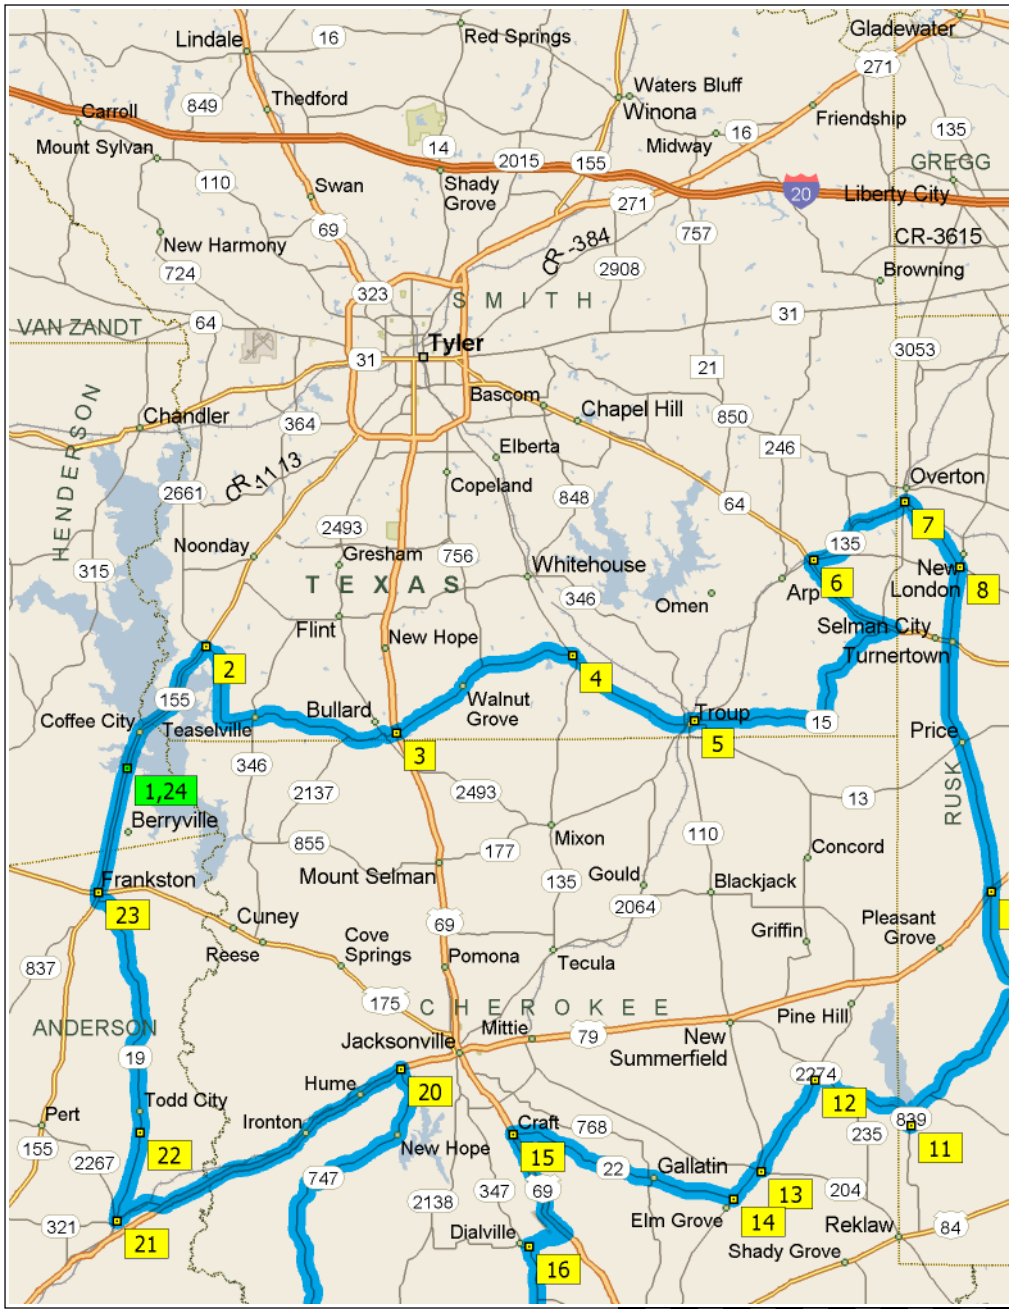 Gladewater
Red Springs
Lindale
16
271
Waters Bluff
Thedford
849
Carroll
Winona
Friendship
16
135
Mount Sylvan
14
Midway
2015
155
GREGG
110
Swan
Shady
Grove
20
Liberty City
271
69
757
CR-3615
New Harmony
CR-384
724
2908
Browning
323
SMITH
31
VAN ZANDT
64
Tyler
3053
31
21
HENDERSON
Bascom
Chandler
Chapel Hill
364
850
Elberta
246
CR-1113
Copeland
Overton
2661
848
64
7
2493
135
Noonday
Gresham
756
Whitehouse
New
London
315
TEXAS
6
8
Arp
346
Omen
Flint
New Hope
Selman City
2
Turnertown
4
155
Walnut
Grove
Coffee City
Bullard
Troup
Teaselville
15
3
5
Price
346
1,24
2137
2493
13
RUSK
Berryville
Mixon
855
177
110
Concord
Mount Selman
135
Gould
Frankston
Blackjack
2064
23
Cuney
69
Pleasant
Grove
Griffin
Reese
Cove
Springs
Pomona
Tecula
837
175
CHEROKEE
Pine Hill
ANDERSON
Mittie
79
New
Summerfield
Jacksonville
19
2274
Hume
20
12
Todd City
839
Pert
Ironton
Craft
768
235
11
155
22
New Hope
15
2267
22
Gallatin
747
347
69
13
204
2138
321
14
Elm Grove
Reklaw
84
21
Dialville
Shady Grove
16